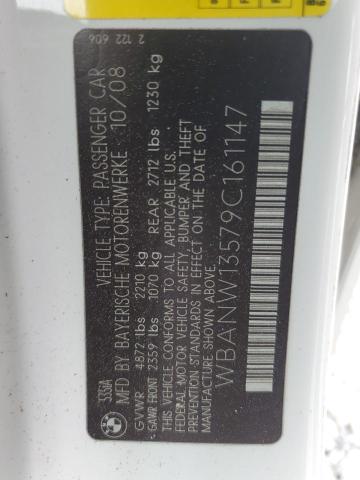 335iA
2 122 606
VEHICLE TYPE: PASSENGER CAR
MFD BY BAYERISCHE MOTORENWERKE 10/08
GVWR 4872 lbs 2210 kg
GAWR FRONT 2359 lbs 1070 kg REAR 2712 lbs 1230 kg
THIS VEHICLE CONFORMS TO ALL APPLICABLE U.S.
FEDERAL MOTOR VEHICLE SAFETY, BUMPER AND THEFT
PREVENTION STANDARDS IN EFFECT ON THE DATE OF
MANUFACTURE SHOWN ABOVE.
WBANW13579C161147